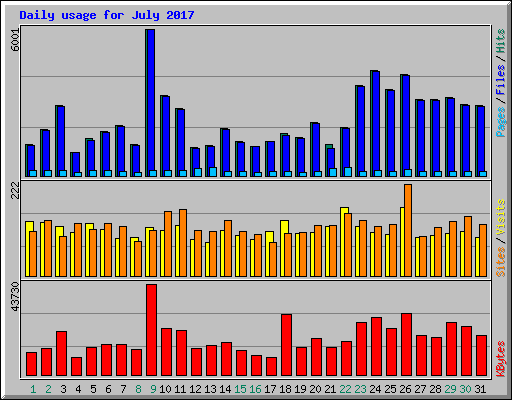 Daily usage for July 2017
6001
Pages / Files / Hits
222
Sites / Visits
43730
KBytes
1 2 3 4 5 6 7 8 9 10 11 12 13 14 15 16 17 18 19 20 21 22 23 24 25 26 27 28 29 30 31